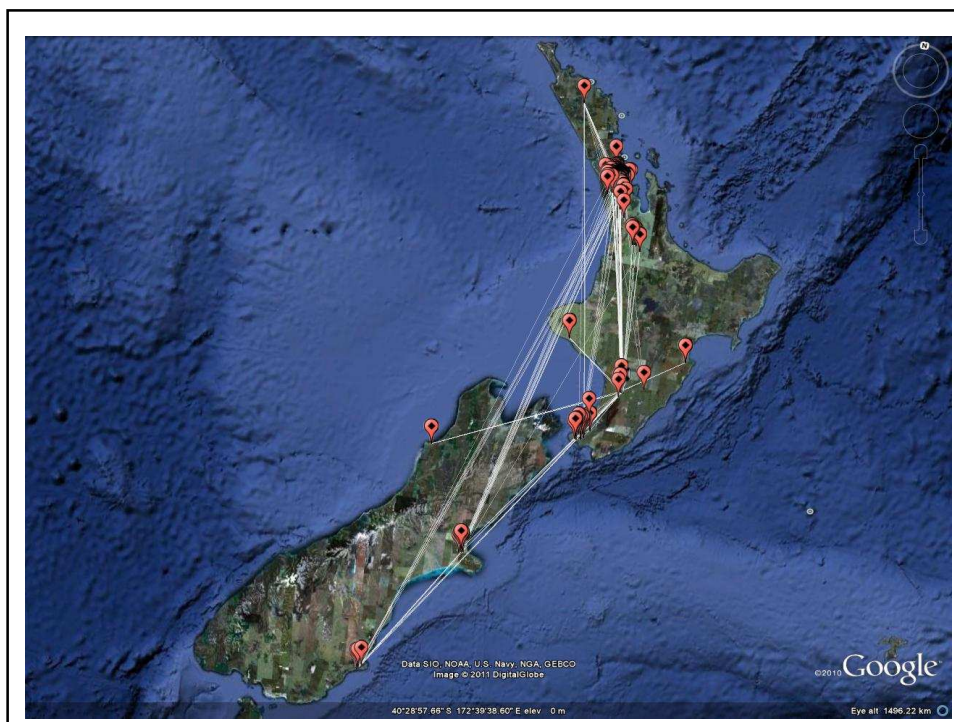 N
Data SIO, NOAA, U.S. Navy, NGA, GEBCO
Image © 2011 DigitalGlobe
©2010 Google
40°28'57.66" S 172°39'38.60" E elev 0 m
Eye alt 1496.22 km